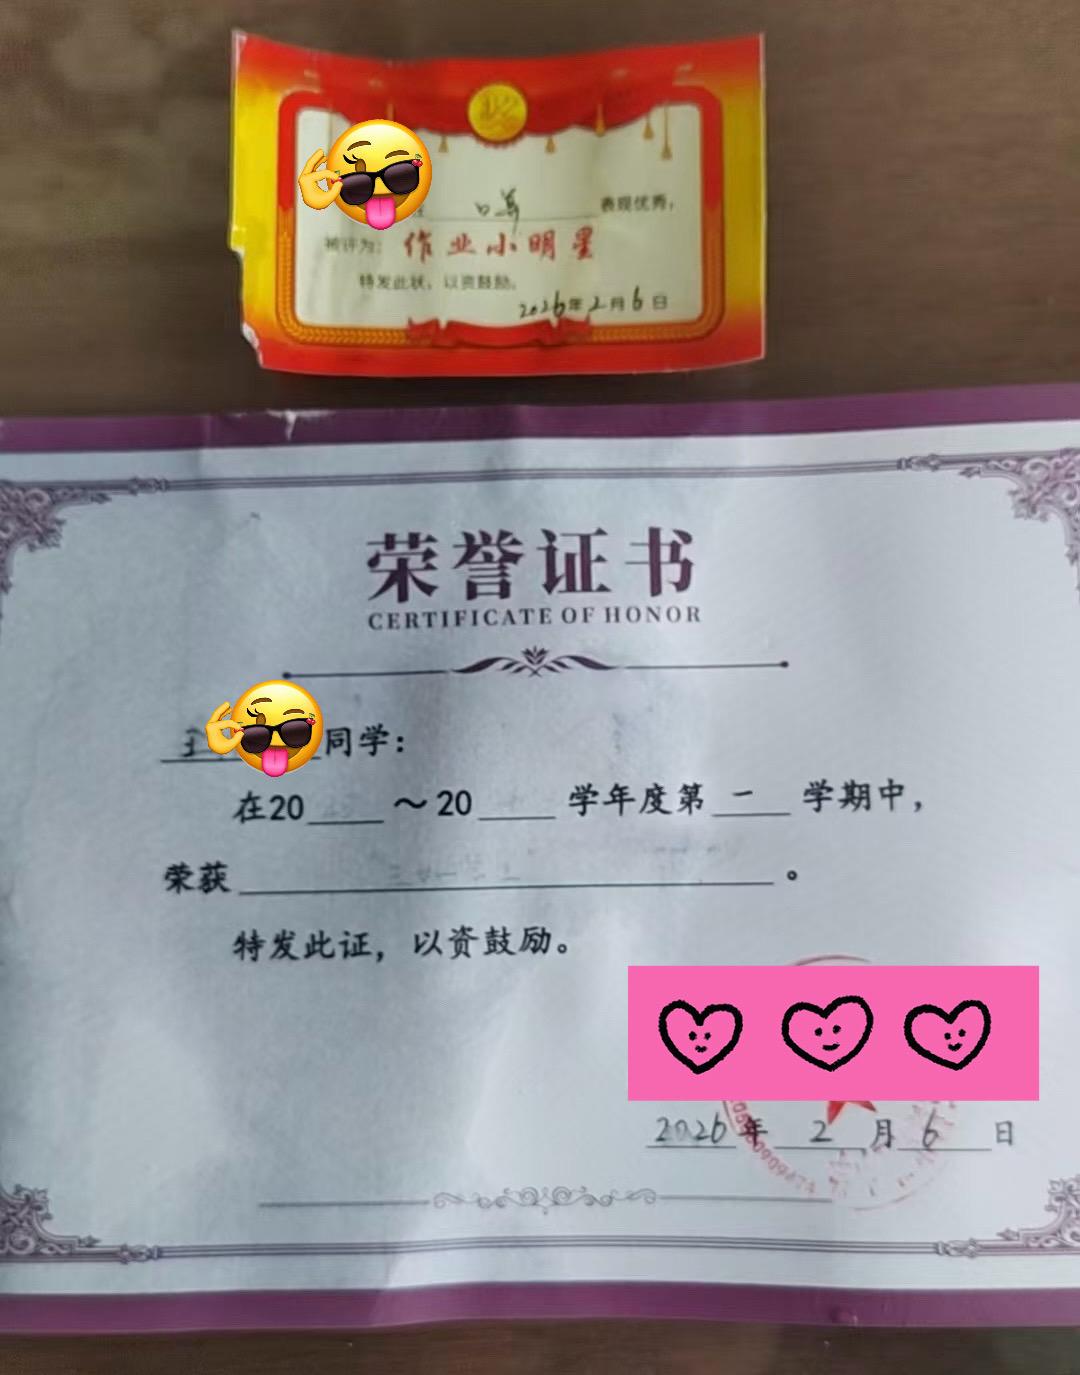 表现优秀，
被评为：作业小明星
特发此状，以资鼓励。
2026年2月6日
荣誉证书
CERTIFICATE OF HONOR
同学：
在20 ～20 学年度第一学期中，
荣获 。
特发此证，以资鼓励。
2026年2月6日